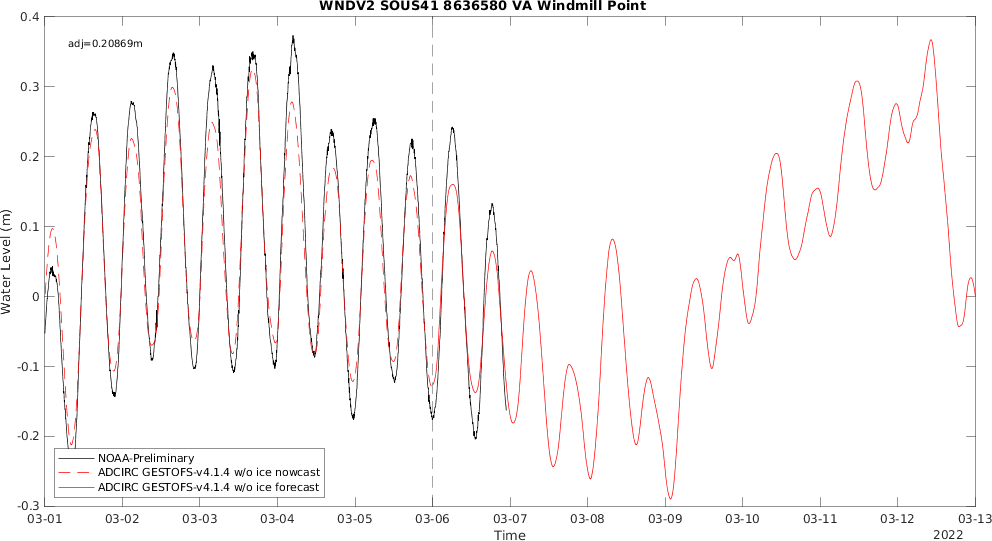 WNDV2 SOUS41 8636580 VA Windmill Point
adj=0.20869m
0.4
0.3
0.2
0.1
0
-0.1
-0.2
-0.3
Water Level (m)
NOAA-Preliminary
ADCIRC GESTOFS-v4.1.4 w/o ice nowcast
ADCIRC GESTOFS-v4.1.4 w/o ice forecast
03-01 03-02 03-03 03-04 03-05 03-06 03-07 03-08 03-09 03-10 03-11 03-12 03-13
Time
2022